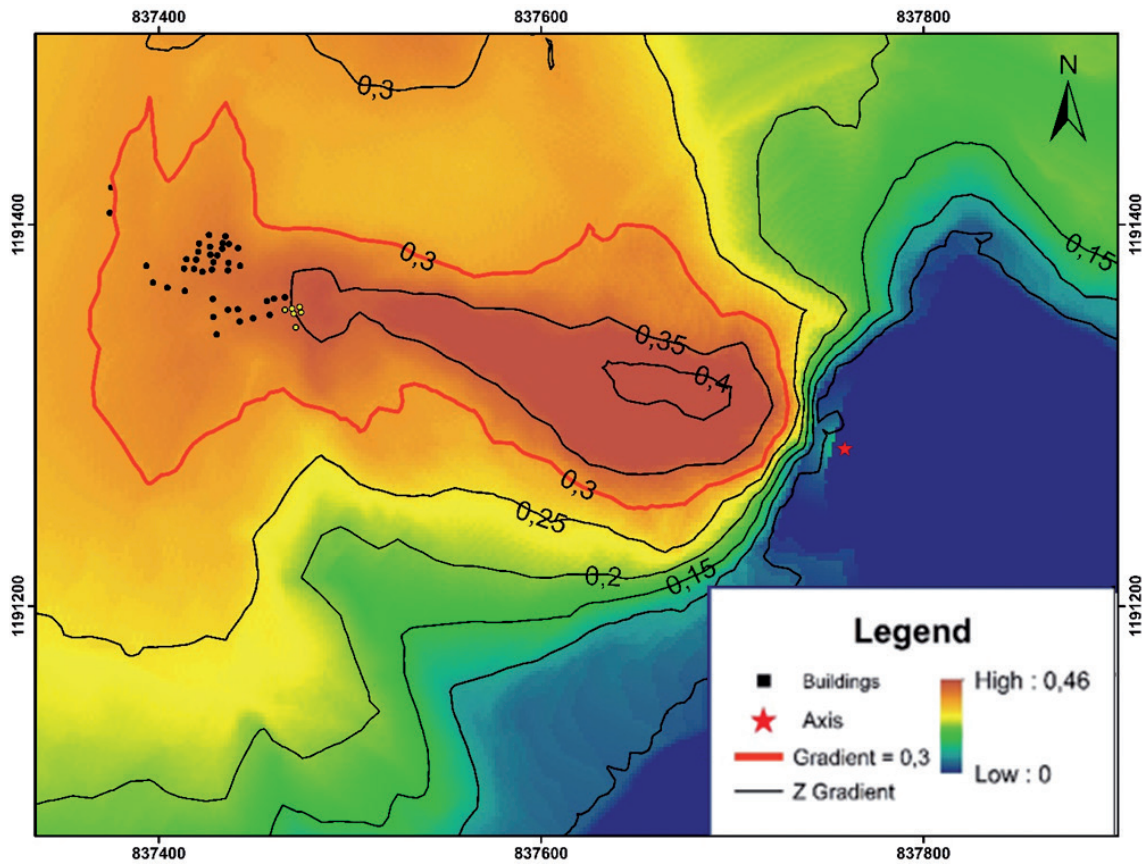 837400 837600 837800
N
0,3
1191400 1191400
0,15
0,3
0,35
0,4
0,3
0,25
0,2
0,15
1191200 1191200
Legend
Buildings
Axis
Gradient = 0,3
Z Gradient
High : 0,46
Low : 0
837400 837600 837800